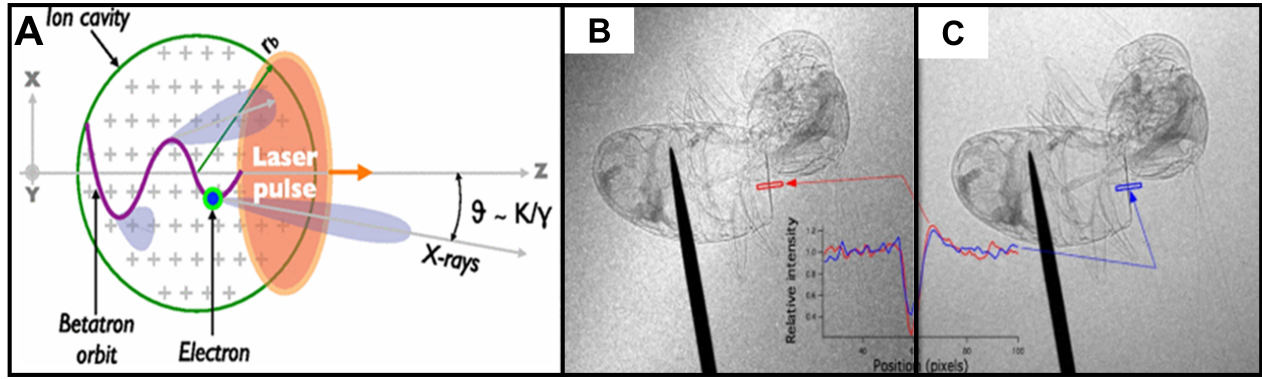 A
Ion cavity
r_b
X
Y
Z
Laser
pulse
ϑ ~ K/γ
X-rays
Betatron
orbit
Electron
B
C
Relative intensity
1.2
1.0
0.8
0.6
0.4
40
80
100
Position (pixels)